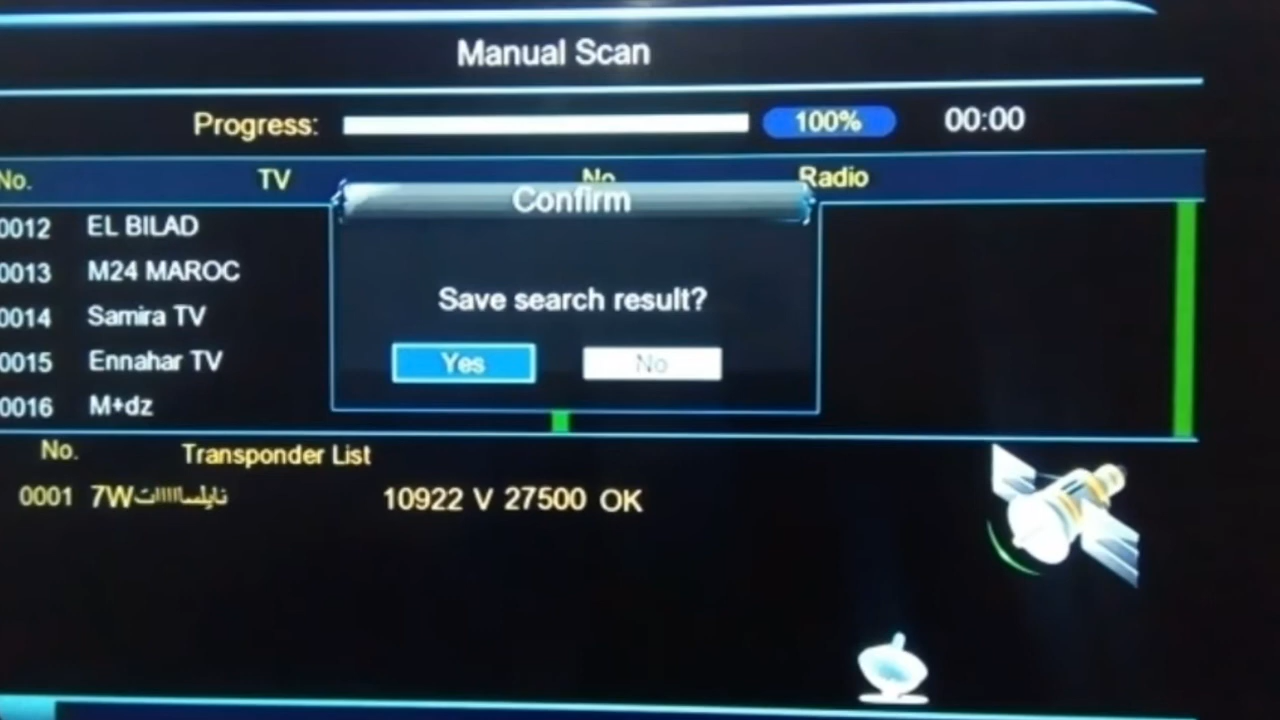 Manual Scan
Progress: 100% 00:00
No. TV No. Radio
Confirm
0012 EL BILAD
0013 M24 MAROC
Save search result?
0014 Samira TV
0015 Ennahar TV
Yes No
0016 M+dz
No. Transponder List
0001 7Wنايلساااااات 10922 V 27500 OK